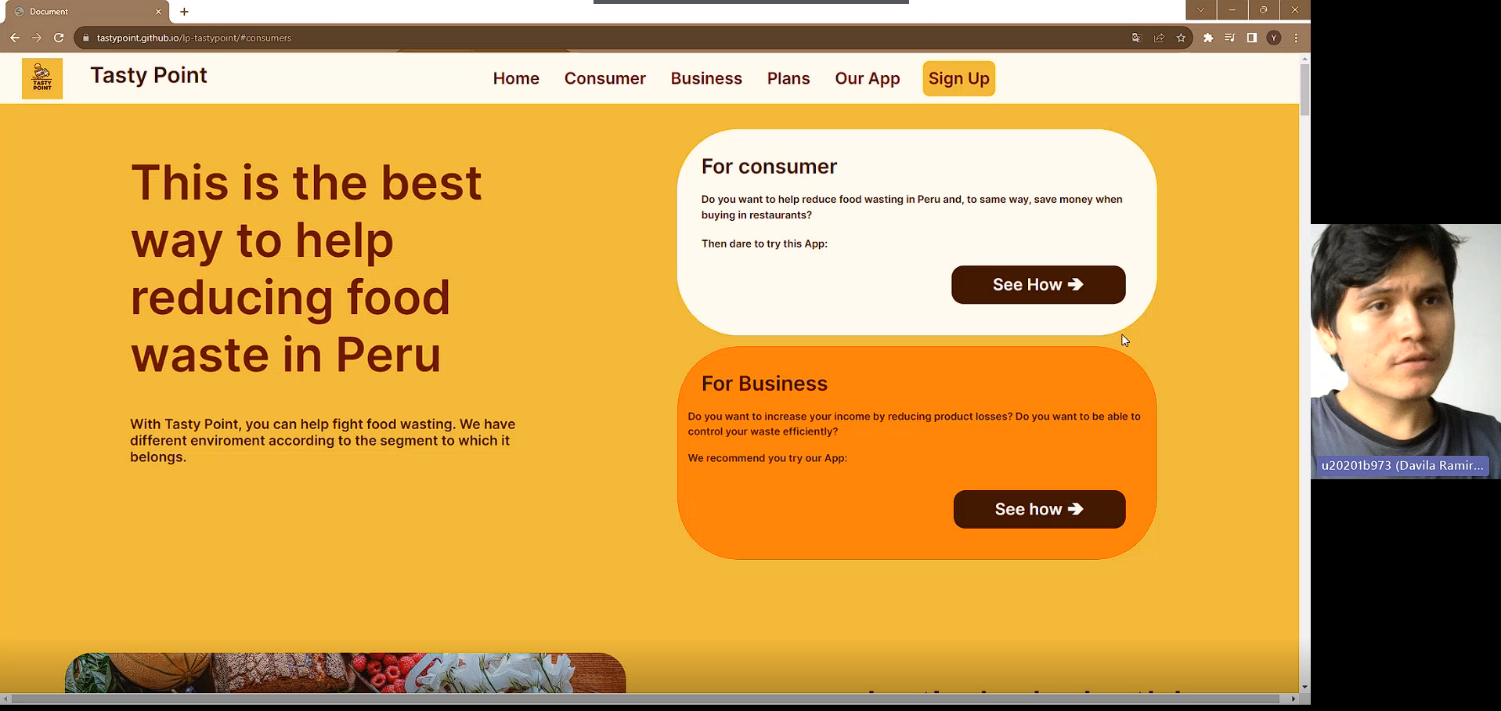 Document
tastypoint.github.io/lp-tastypoint/#consumers
Y
TASTY
POINT
Tasty Point
Home
Consumer
Business
Plans
Our App
Sign Up
This is the best
way to help
reducing food
waste in Peru
With Tasty Point, you can help fight food wasting. We have
different enviroment according to the segment to which it
belongs.
For consumer
Do you want to help reduce food wasting in Peru and, to same way, save money when
buying in restaurants?
Then dare to try this App:
See How
For Business
Do you want to increase your income by reducing product losses? Do you want to be able to
control your waste efficiently?
We recommend you try our App:
See how
u20201b973 (Davila Ramir...